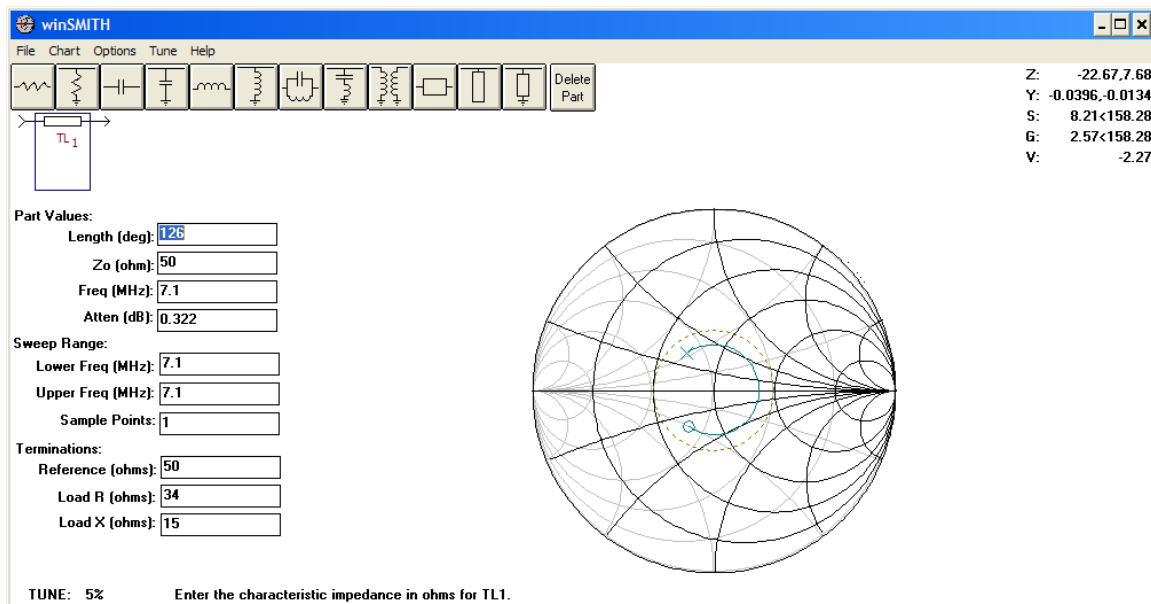 winSMITH
File Chart Options Tune Help
Delete
Part
Z: -22.67,7.68
Y: -0.0396,-0.0134
S: 8.21<158.28
G: 2.57<158.28
V: -2.27
TL1
Part Values:
Length (deg): 126
Zo (ohm): 50
Freq (MHz): 7.1
Atten (dB): 0.322
Sweep Range:
Lower Freq (MHz): 7.1
Upper Freq (MHz): 7.1
Sample Points: 1
Terminations:
Reference (ohms): 50
Load R (ohms): 34
Load X (ohms): 15
TUNE: 5% Enter the characteristic impedance in ohms for TL1.